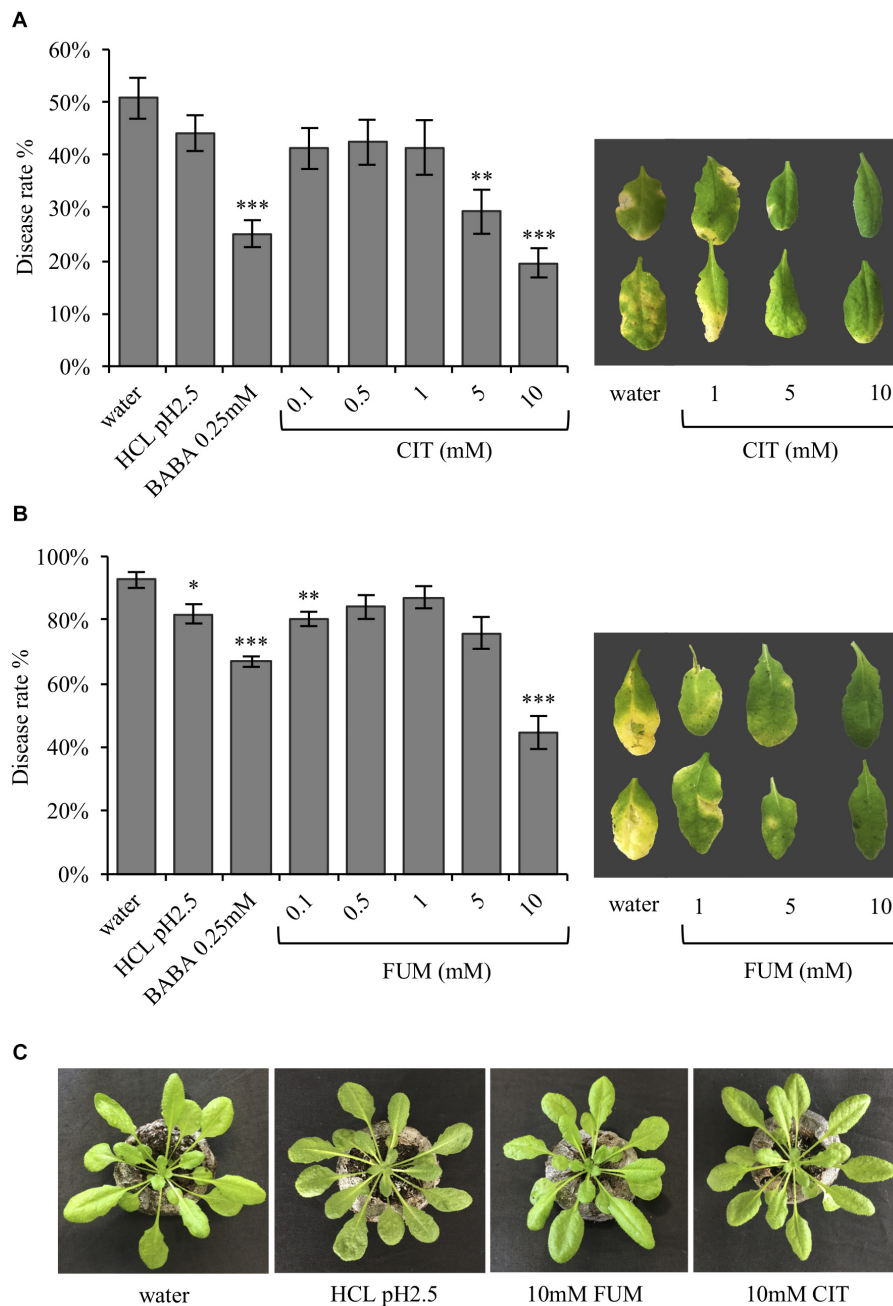 A
60%
50%
40%
30%
20%
10%
0%
Disease rate %
***
**
***
water
HCL pH2.5
BABA 0.25mM
0.1
0.5
1
5
10
CIT (mM)
water
1
5
10
CIT (mM)
B
100%
80%
60%
40%
20%
0%
Disease rate %
*
***
**
***
water
HCL pH2.5
BABA 0.25mM
0.1
0.5
1
5
10
FUM (mM)
water
1
5
10
FUM (mM)
C
water
HCL pH2.5
10mM FUM
10mM CIT